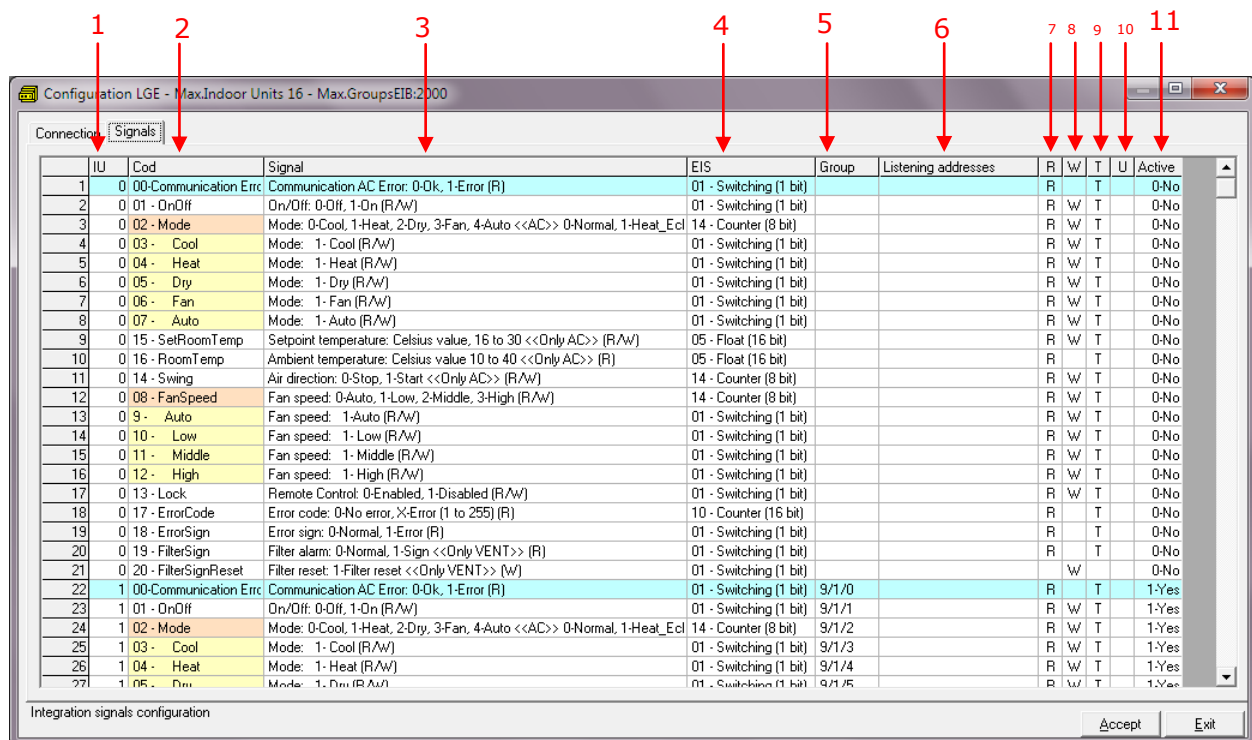 1 2 3 4 5 6 7 8 9 10 11
Configuration LGE - Max.Indoor Units 16 - Max.GroupsEIB:2000
Connection Signals
IU Cod Signal EIS Group Listening addresses R W T U Active
1 0 00-Communication Errc Communication AC Error: 0-Ok, 1-Error (R) 01 - Switching (1 bit) R T 0-No
2 0 01 - OnOff On/Off: 0-Off, 1-On (R/W) 01 - Switching (1 bit) R W T 0-No
3 0 02 - Mode Mode: 0-Cool, 1-Heat, 2-Dry, 3-Fan, 4-Auto <<AC>> 0-Normal, 1-Heat_Ecl 14 - Counter (8 bit) R W T 0-No
4 0 03 - Cool Mode: 1- Cool (R/W) 01 - Switching (1 bit) R W T 0-No
5 0 04 - Heat Mode: 1- Heat (R/W) 01 - Switching (1 bit) R W T 0-No
6 0 05 - Dry Mode: 1- Dry (R/W) 01 - Switching (1 bit) R W T 0-No
7 0 06 - Fan Mode: 1- Fan (R/W) 01 - Switching (1 bit) R W T 0-No
8 0 07 - Auto Mode: 1- Auto (R/W) 01 - Switching (1 bit) R W T 0-No
9 0 15 - SetRoomTemp Setpoint temperature: Celsius value, 16 to 30 <<Only AC>> (R/W) 05 - Float (16 bit) R W T 0-No
10 0 16 - RoomTemp Ambient temperature: Celsius value 10 to 40 <<Only AC>> (R) 05 - Float (16 bit) R T 0-No
11 0 14 - Swing Air direction: 0-Stop, 1-Start <<Only AC>> (R/W) 14 - Counter (8 bit) R W T 0-No
12 0 08 - FanSpeed Fan speed: 0-Auto, 1-Low, 2-Middle, 3-High (R/W) 14 - Counter (8 bit) R W T 0-No
13 0 9 - Auto Fan speed: 1-Auto (R/W) 01 - Switching (1 bit) R W T 0-No
14 0 10 - Low Fan speed: 1- Low (R/W) 01 - Switching (1 bit) R W T 0-No
15 0 11 - Middle Fan speed: 1- Middle (R/W) 01 - Switching (1 bit) R W T 0-No
16 0 12 - High Fan speed: 1- High (R/W) 01 - Switching (1 bit) R W T 0-No
17 0 13 - Lock Remote Control: 0-Enabled, 1-Disabled (R/W) 01 - Switching (1 bit) R W T 0-No
18 0 17 - ErrorCode Error code: 0-No error, X-Error (1 to 255) (R) 10 - Counter (16 bit) R T 0-No
19 0 18 - ErrorSign Error sign: 0-Normal, 1-Error (R) 01 - Switching (1 bit) R T 0-No
20 0 19 - FilterSign Filter alarm: 0-Normal, 1-Sign <<Only VENT>> (R) 01 - Switching (1 bit) R T 0-No
21 0 20 - FilterSignReset Filter reset: 1-Filter reset <<Only VENT>> (W) 01 - Switching (1 bit) W 0-No
22 1 00-Communication Errc Communication AC Error: 0-Ok, 1-Error (R) 01 - Switching (1 bit) 9/1/0 R T 1-Yes
23 1 01 - OnOff On/Off: 0-Off, 1-On (R/W) 01 - Switching (1 bit) 9/1/1 R W T 1-Yes
24 1 02 - Mode Mode: 0-Cool, 1-Heat, 2-Dry, 3-Fan, 4-Auto <<AC>> 0-Normal, 1-Heat_Ecl 14 - Counter (8 bit) 9/1/2 R W T 1-Yes
25 1 03 - Cool Mode: 1- Cool (R/W) 01 - Switching (1 bit) 9/1/3 R W T 1-Yes
26 1 04 - Heat Mode: 1- Heat (R/W) 01 - Switching (1 bit) 9/1/4 R W T 1-Yes
27 1 05 - Dry Mode: 1- Dry (R/W) 01 - Switching (1 bit) 9/1/5 R W T 1-Yes
Integration signals configuration
Accept Exit